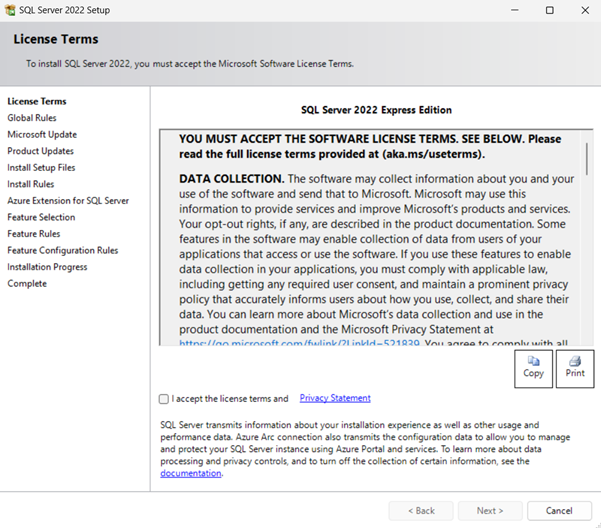 SQL Server 2022 Setup
License Terms
To install SQL Server 2022, you must accept the Microsoft Software License Terms.
License Terms
Global Rules
Microsoft Update
Product Updates
Install Setup Files
Install Rules
Azure Extension for SQL Server
Feature Selection
Feature Rules
Feature Configuration Rules
Installation Progress
Complete
SQL Server 2022 Express Edition
YOU MUST ACCEPT THE SOFTWARE LICENSE TERMS. SEE BELOW. Please
read the full license terms provided at (aka.ms/useterms).
DATA COLLECTION. The software may collect information about you and your
use of the software and send that to Microsoft. Microsoft may use this
information to provide services and improve Microsoft's products and services.
Your opt-out rights, if any, are described in the product documentation. Some
features in the software may enable collection of data from users of your
applications that access or use the software. If you use these features to enable
data collection in your applications, you must comply with applicable law,
including getting any required user consent, and maintain a prominent privacy
policy that accurately informs users about how you use, collect, and share their
data. You can learn more about Microsoft's data collection and use in the
product documentation and the Microsoft Privacy Statement at
https://go.microsoft.com/fwlink/?LinkId=521839. You agree to comply with all
Copy
Print
I accept the license terms and Privacy Statement
SQL Server transmits information about your installation experience as well as other usage and
performance data. Azure Arc connection also transmits the configuration data to allow you to manage
and protect your SQL Server instance using Azure Portal and services. To learn more about data
processing and privacy controls, and to turn off the collection of certain information, see the
documentation.
< Back
Next >
Cancel